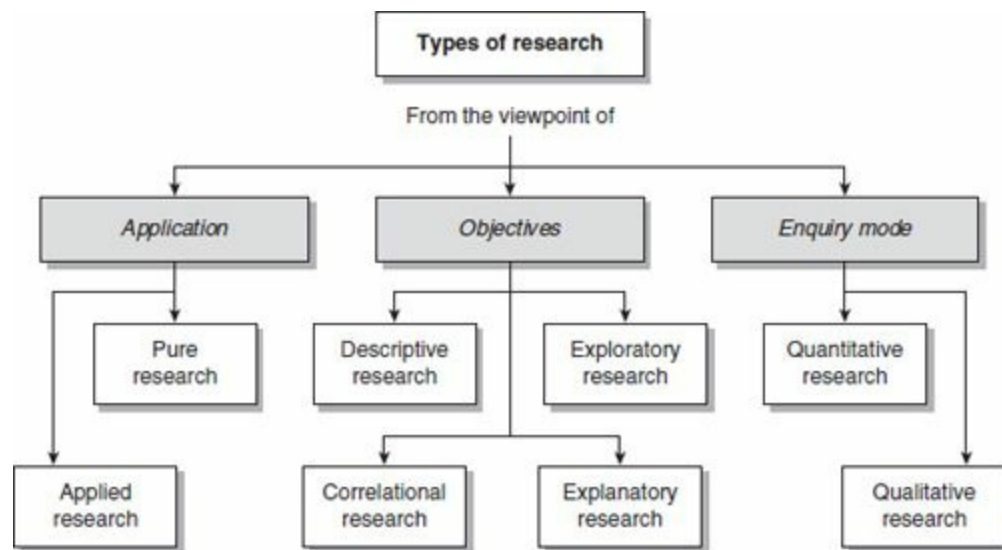 Types of research
From the viewpoint of
Application
Objectives
Enquiry mode
Pure
research
Descriptive
research
Exploratory
research
Quantitative
research
Applied
research
Correlational
research
Explanatory
research
Qualitative
research